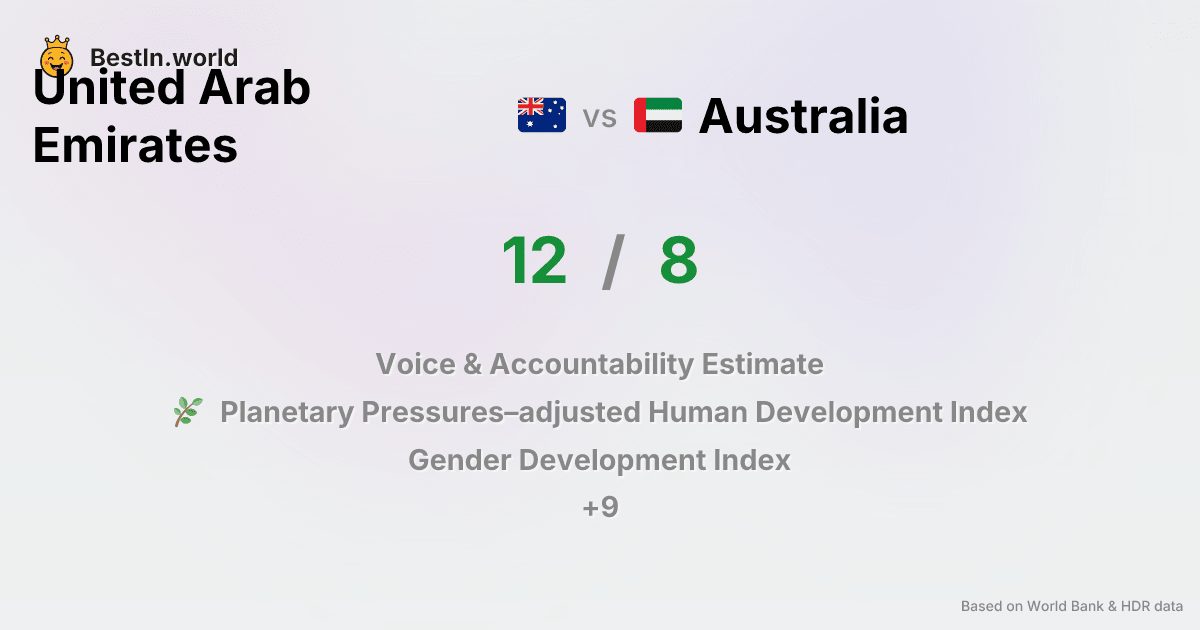 BestIn.world
United Arab
Emirates
vs
Australia
12 / 8
Voice & Accountability Estimate
Planetary Pressures–adjusted Human Development Index
Gender Development Index
+9
Based on World Bank & HDR data